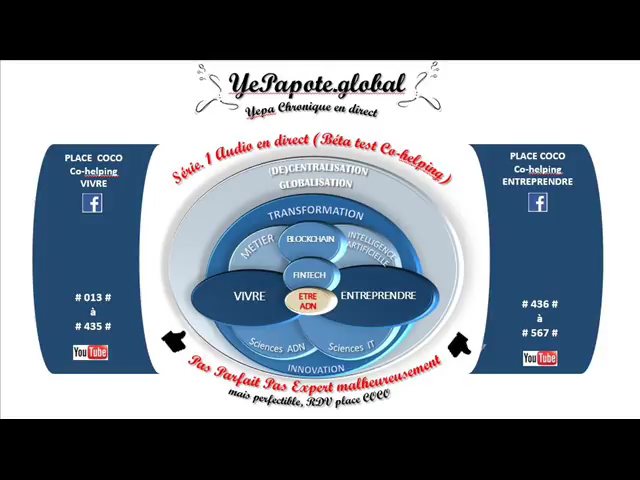 YePapote.global
Yepa Chronique en direct
Série.1 Audio en direct (Béta test Co-helping)
PLACE COCO
Co-helping
VIVRE
f
# 013 #
à
# 435 #
YouTube
(DE)CENTRALISATION
GLOBALISATION
TRANSFORMATION
METIER
BLOCKCHAIN
INTELLIGENCE
ARTIFICIELLE
FINTECH
VIVRE
ETRE
ADN
ENTREPRENDRE
Sciences ADN
Sciences IT
INNOVATION
PLACE COCO
Co-helping
ENTREPRENDRE
f
# 436 #
à
# 567 #
YouTube
Pas Parfait Pas Expert malheureusement
mais perfectible, RDV place COCO